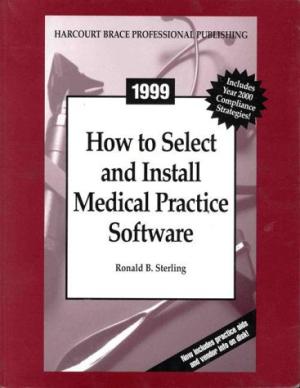 HARCOURT BRACE PROFESSIONAL PUBLISHING
1999
Includes
Year 2000
Compliance
Strategies!
How to Select
and Install
Medical Practice
Software
Ronald B. Sterling
Now includes practice aids
and vendor info on disk!